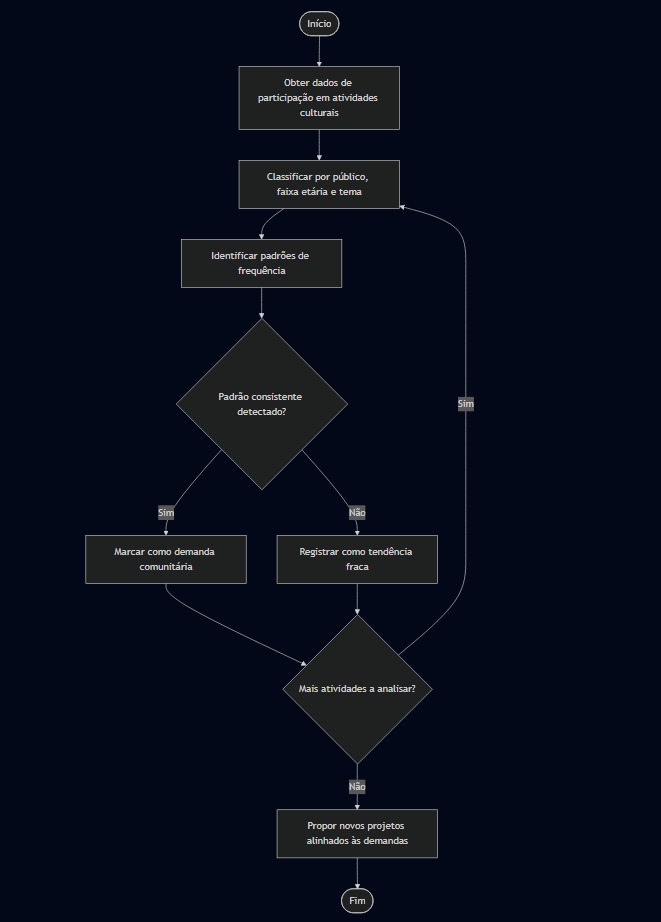 Início
Obter dados de
participação em atividades
culturais
Classificar por público,
faixa etária e tema
Identificar padrões de
frequência
Padrão consistente
detectado?
Sim
Sim
Não
Marcar como demanda
comunitária
Registrar como tendência
fraca
Mais atividades a analisar?
Não
Propor novos projetos
alinhados às demandas
Fim